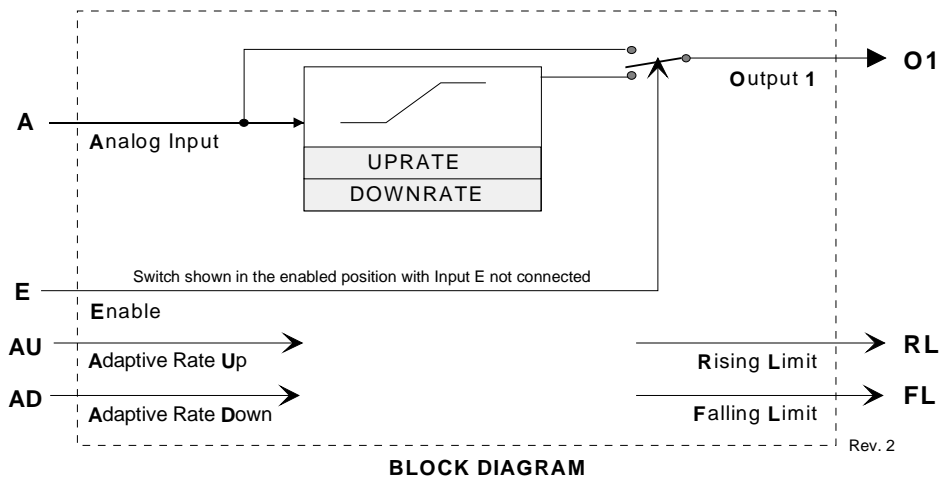 O1
Output 1
A
Analog Input
UPRATE
DOWNRATE
Switch shown in the enabled position with Input E not connected
E
Enable
AU
Adaptive Rate Up
Rising Limit
RL
AD
Adaptive Rate Down
Falling Limit
FL
Rev. 2
BLOCK DIAGRAM